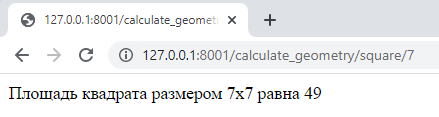 127.0.0.1:8001/calculate_geomet
127.0.0.1:8001/calculate_geometry/square/7
Площадь квадрата размером 7x7 равна 49